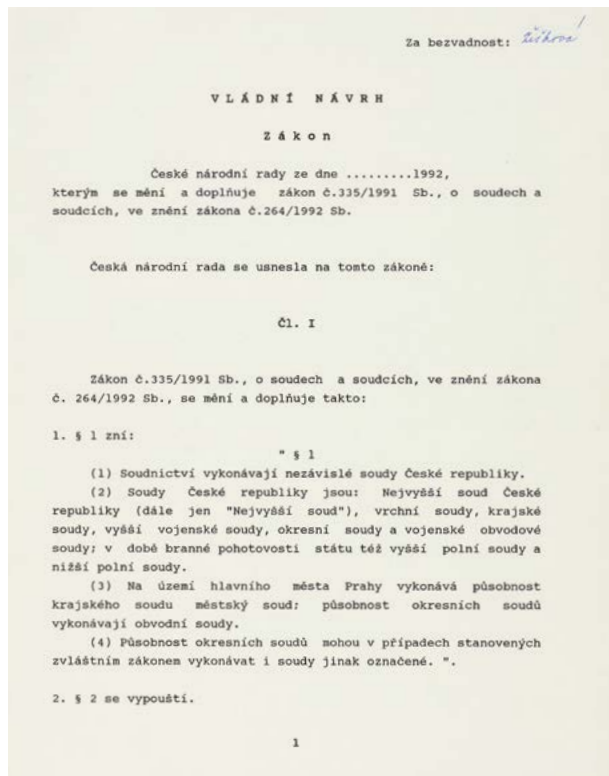 Za bezvadnost:
V L Á D N Í   N Á V R H
Z á k o n
České národní rady ze dne .........1992,
kterým se mění a doplňuje zákon č.335/1991 Sb., o soudech a
soudcích, ve znění zákona č.264/1992 Sb.
Česká národní rada se usnesla na tomto zákoně:
Čl. I
Zákon č.335/1991 Sb., o soudech a soudcích, ve znění zákona
č. 264/1992 Sb., se mění a doplňuje takto:
1. § 1 zní:
" § 1
(1) Soudnictví vykonávají nezávislé soudy České republiky.
(2) Soudy České republiky jsou: Nejvyšší soud České
republiky (dále jen "Nejvyšší soud"), vrchní soudy, krajské
soudy, vyšší vojenské soudy, okresní soudy a vojenské obvodové
soudy; v době branné pohotovosti státu též vyšší polní soudy a
nižší polní soudy.
(3) Na území hlavního města Prahy vykonává působnost
krajského soudu městský soud; působnost okresních soudů
vykonávají obvodní soudy.
(4) Působnost okresních soudů mohou v případech stanovených
zvláštním zákonem vykonávat i soudy jinak označené. ".
2. § 2 se vypouští.
1